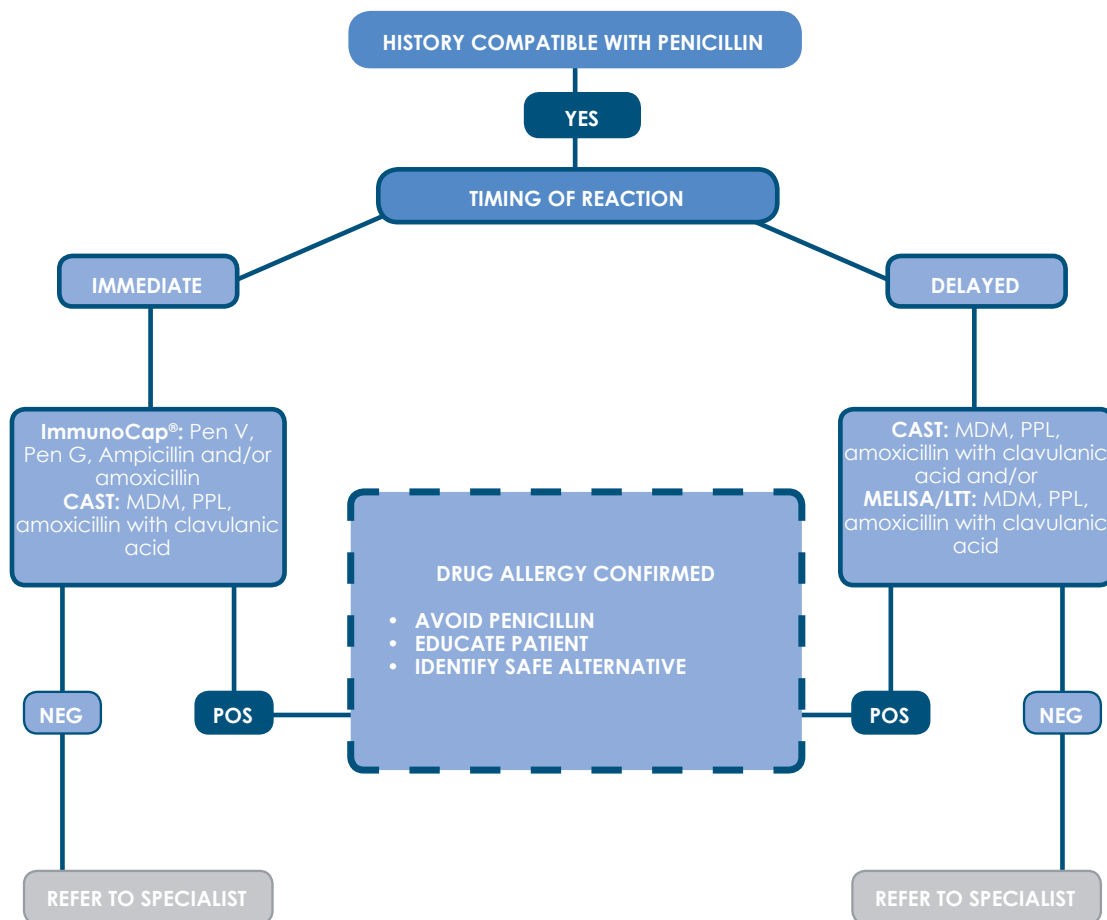 HISTORY COMPATIBLE WITH PENICILLIN
YES
TIMING OF REACTION
IMMEDIATE
DELAYED
ImmunoCap®: Pen V,
Pen G, Ampicillin and/or
amoxicillin
CAST: MDM, PPL,
amoxicillin with clavulanic
acid
CAST: MDM, PPL,
amoxicillin with clavulanic
acid and/or
MELISA/LTT: MDM, PPL,
amoxicillin with clavulanic
acid
DRUG ALLERGY CONFIRMED
• AVOID PENICILLIN
• EDUCATE PATIENT
• IDENTIFY SAFE ALTERNATIVE
NEG
POS
POS
NEG
REFER TO SPECIALIST
REFER TO SPECIALIST